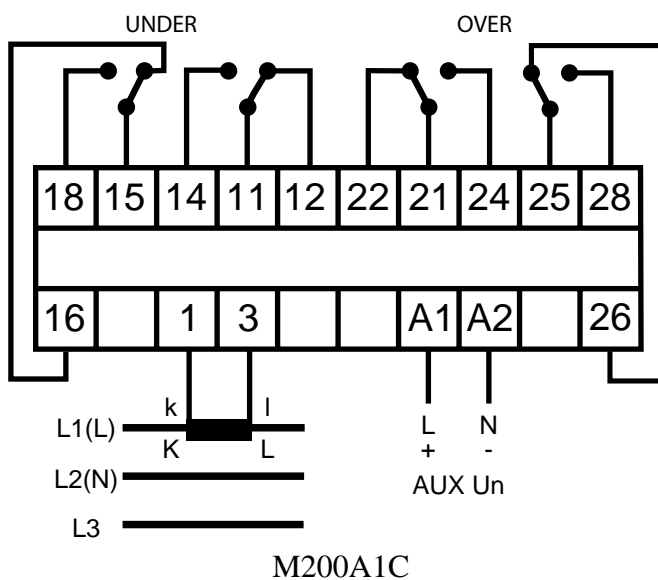 UNDER OVER
18 15 14 11 12 22 21 24 25 28
16 1 3 A1 A2 26
k l
L1(L) L N
K L + -
L2(N) AUX Un
L3
M200A1C